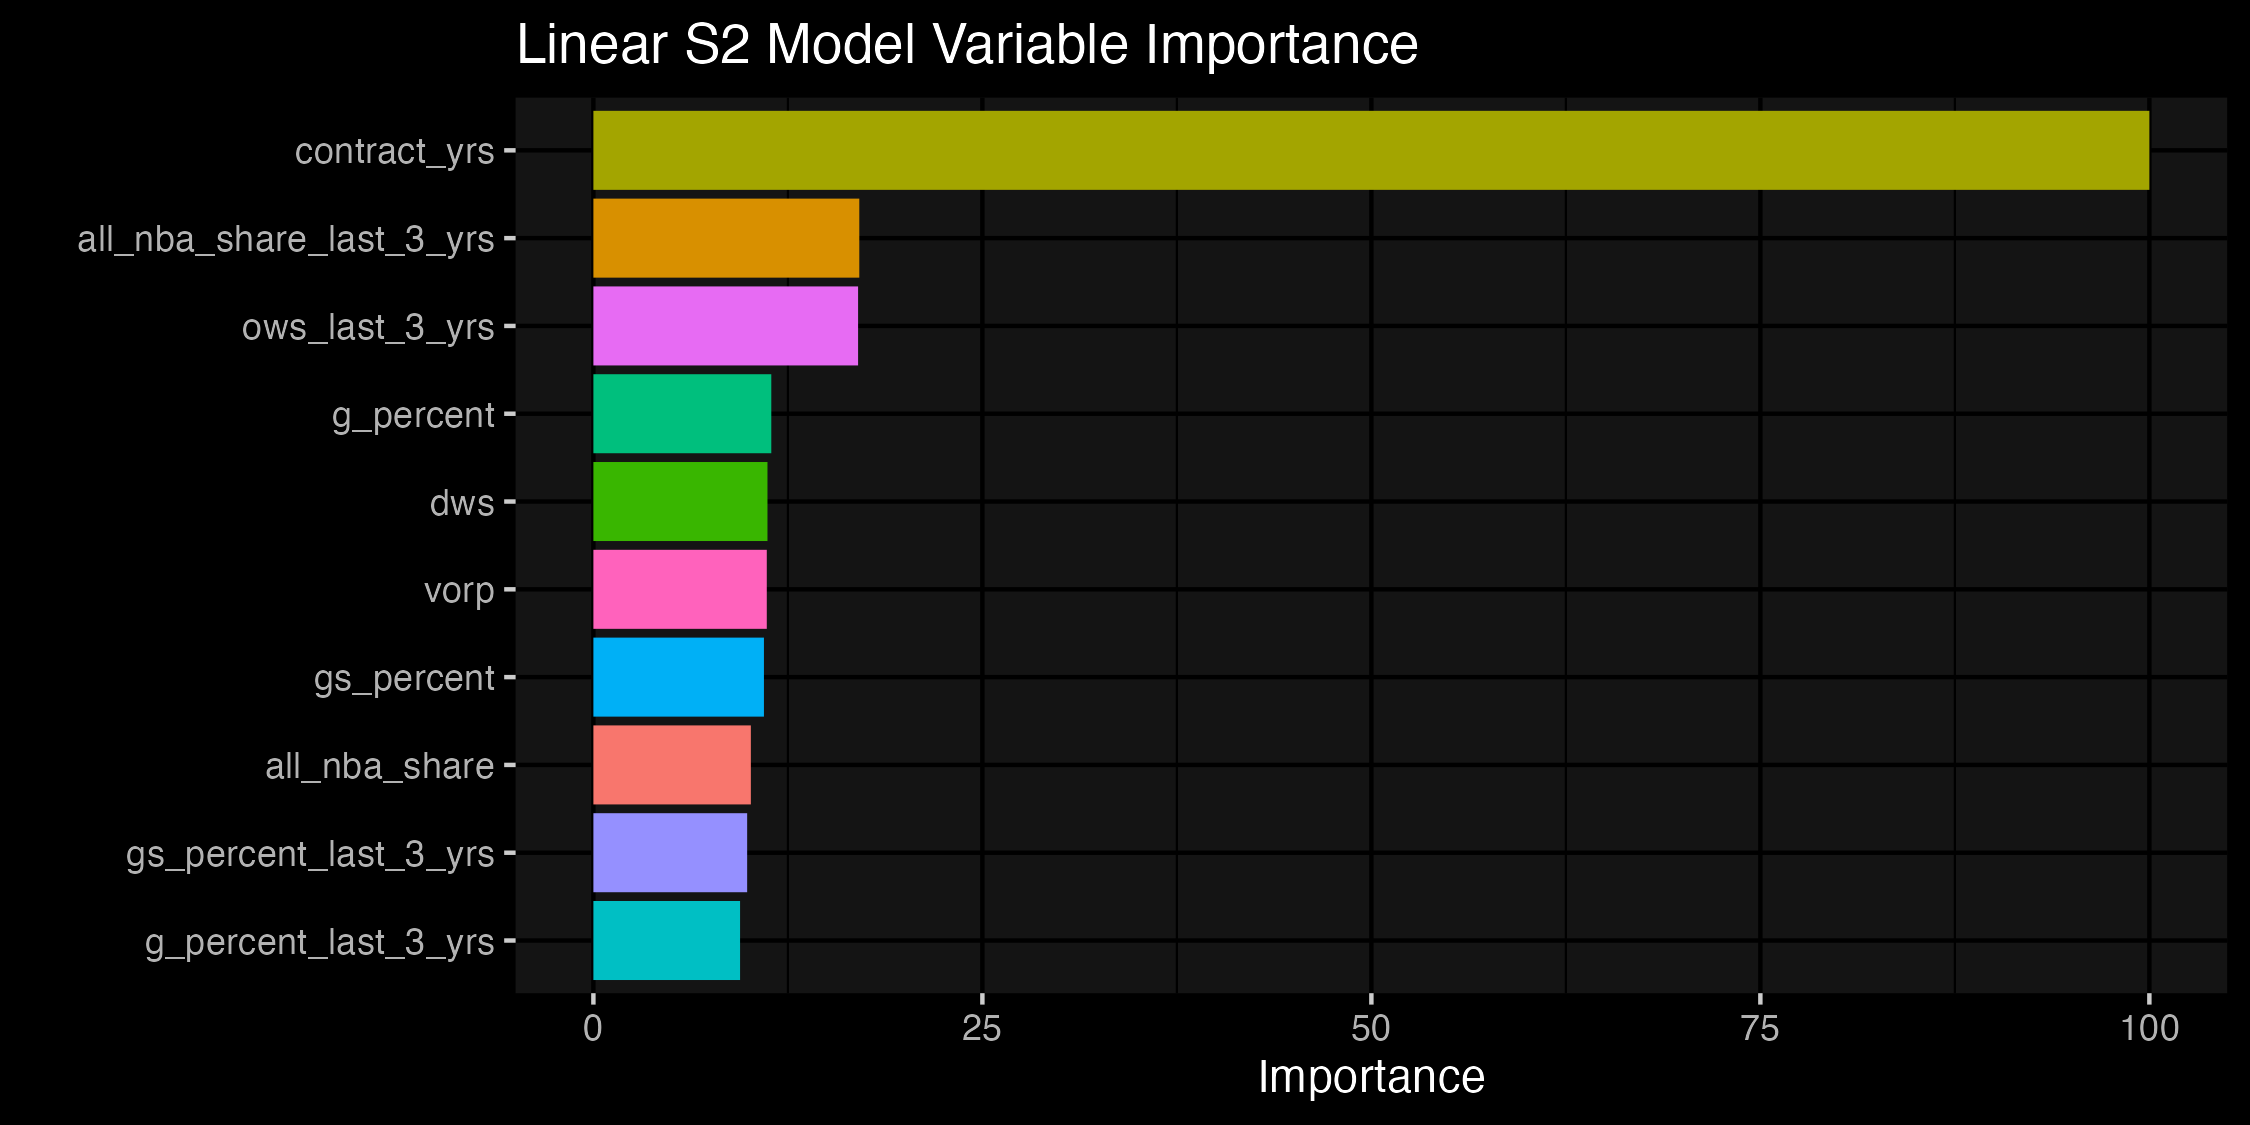 Linear S2 Model Variable Importance
contract_yrs
all_nba_share_last_3_yrs
ows_last_3_yrs
g_percent
dws
vorp
gs_percent
all_nba_share
gs_percent_last_3_yrs
g_percent_last_3_yrs
0 25 50 75 100
Importance